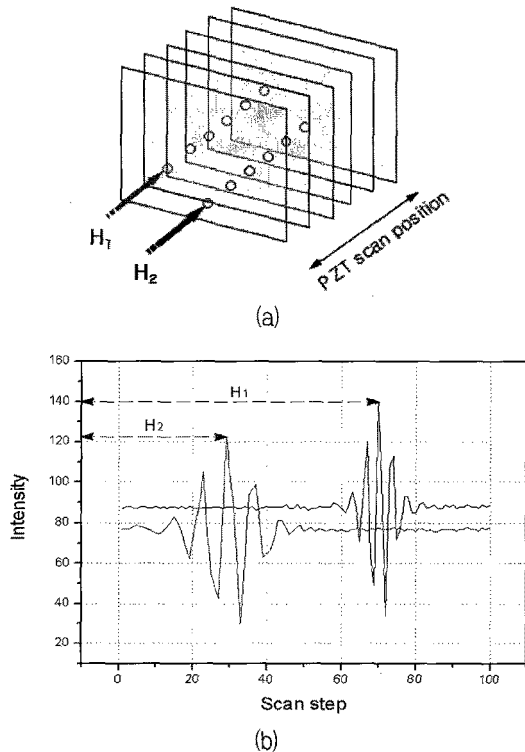 H₁
H₂
PZT scan position
(a)
160
140
120
100
80
60
40
20
Intensity
H₁
H₂
0 20 40 60 80 100
Scan step
(b)